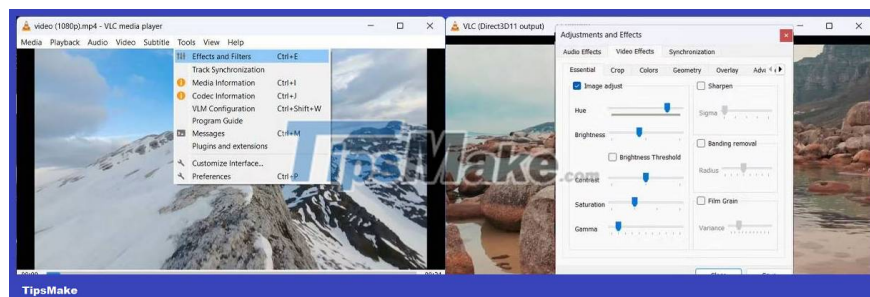 video (1080p).mp4 - VLC media player
Media Playback Audio Video Subtitle Tools View Help
Effects and Filters Ctrl+E
Track Synchronization
Media Information Ctrl+I
Codec Information Ctrl+J
VLM Configuration Ctrl+Shift+W
Program Guide
Messages Ctrl+M
Plugins and extensions
Customize Interface...
Preferences Ctrl+P
VLC (Direct3D11 output)
Adjustments and Effects
Audio Effects Video Effects Synchronization
Essential Crop Colors Geometry Overlay
Image adjust
Hue
Brightness
Brightness Threshold
Contrast
Saturation
Gamma
Sharpen
Sigma
Banding removal
Radius
Film Grain
Variance
TipsMake.com
TipsMake